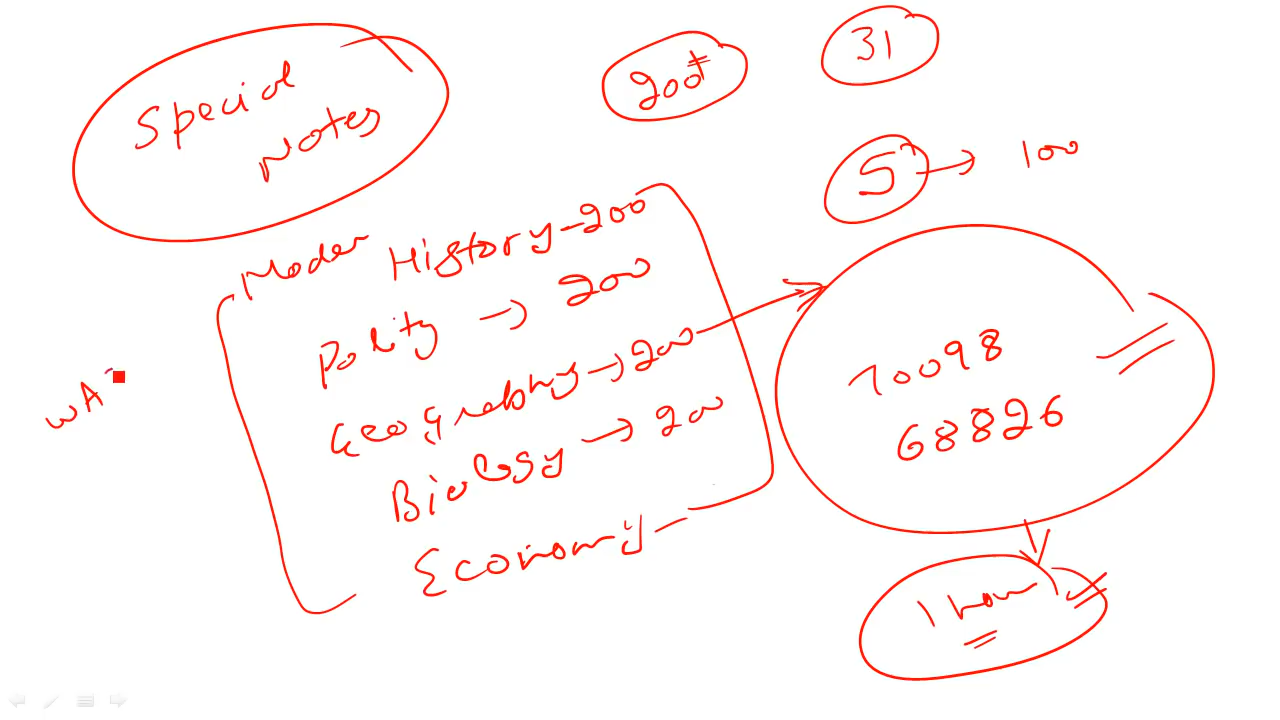 Special
Notes
200+
31
5 → 100
Moder History - 200
Polity → 200
Geography → 200
Biology → 200
Economy -
70098
68826
1 hour
WA